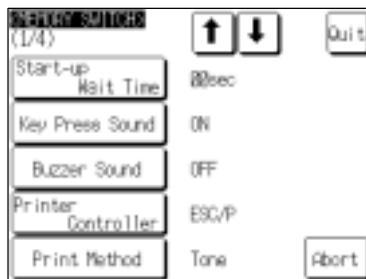 <MEMORY SWITCH>
(1/4)
Quit
Start-up
Wait Time
00sec
Key Press Sound
ON
Buzzer Sound
OFF
Printer
Controller
ESC/P
Print Method
Tone
Abort